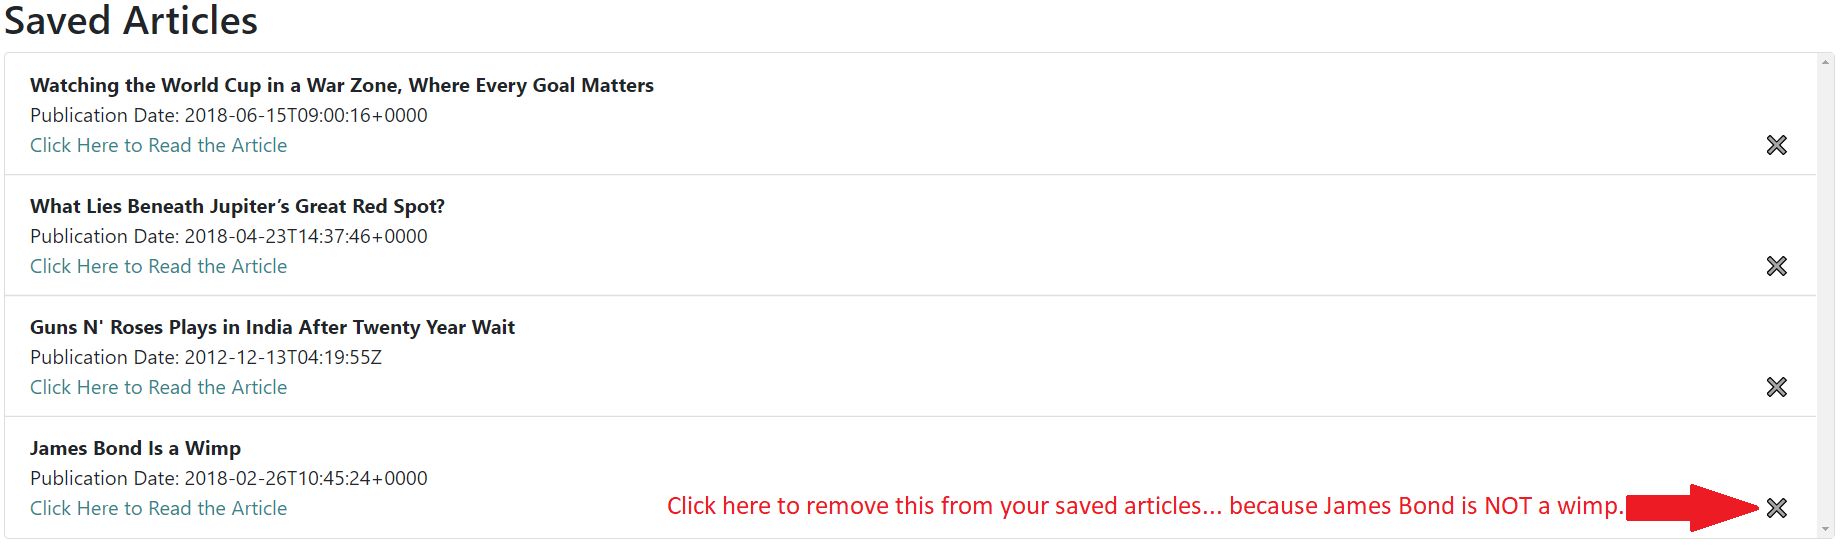 Saved Articles
Watching the World Cup in a War Zone, Where Every Goal Matters
Publication Date: 2018-06-15T09:00:16+0000
Click Here to Read the Article
What Lies Beneath Jupiter’s Great Red Spot?
Publication Date: 2018-04-23T14:37:46+0000
Click Here to Read the Article
Guns N' Roses Plays in India After Twenty Year Wait
Publication Date: 2012-12-13T04:19:55Z
Click Here to Read the Article
James Bond Is a Wimp
Publication Date: 2018-02-26T10:45:24+0000
Click Here to Read the Article
Click here to remove this from your saved articles... because James Bond is NOT a wimp.